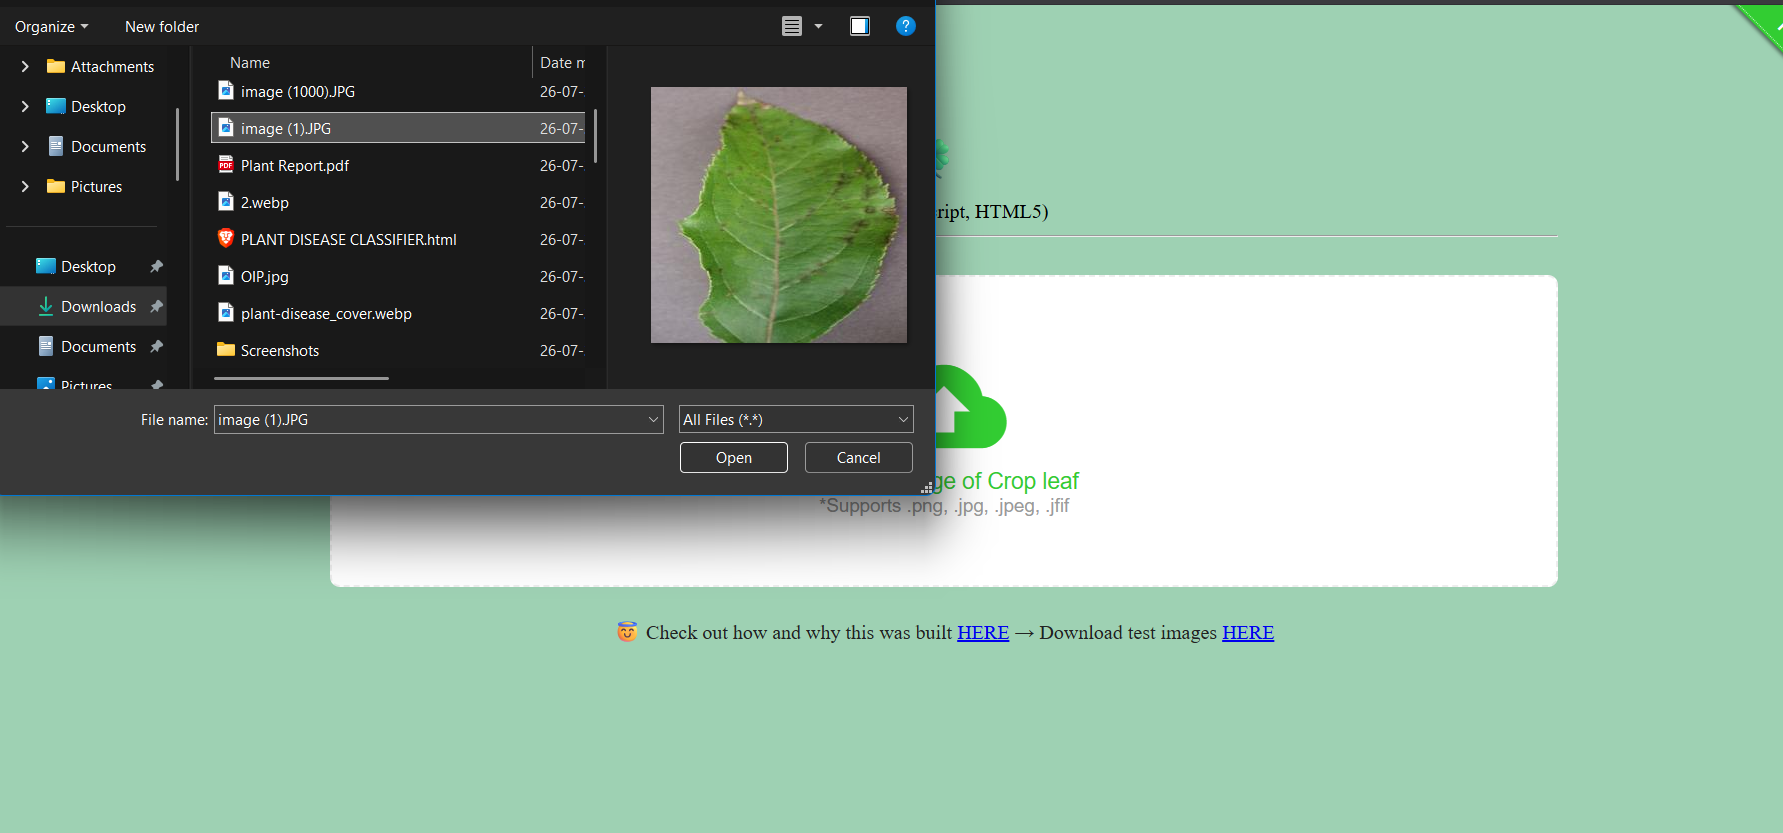 Organize
New folder
Attachments
Desktop
Documents
Pictures
Desktop
Downloads
Documents
Pictures
Name
Date m
image (1000).JPG
26-07-
image (1).JPG
26-07-
Plant Report.pdf
26-07-
2.webp
26-07-
PLANT DISEASE CLASSIFIER.html
26-07-
OIP.jpg
26-07-
plant-disease_cover.webp
26-07-
Screenshots
26-07-
File name:
image (1).JPG
All Files (*.*)
Open
Cancel
ript, HTML5)
ge of Crop leaf
*Supports .png, .jpg, .jpeg, .jfif
Check out how and why this was built HERE → Download test images HERE